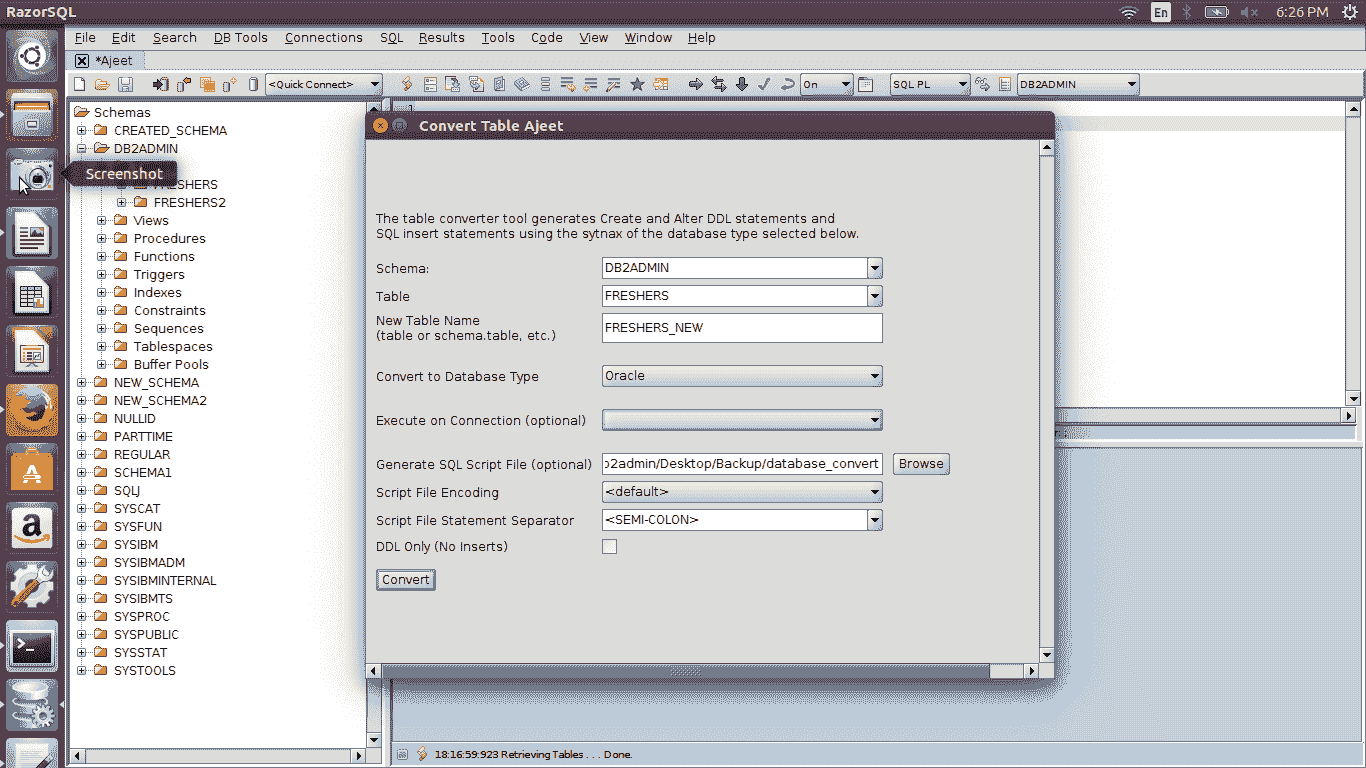 RazorSQL
En
6:26 PM
File Edit Search DB Tools Connections SQL Results Tools Code View Window Help
*Ajeet
<Quick Connect>
On
SQL PL
DB2ADMIN
Schemas
CREATED_SCHEMA
DB2ADMIN
Screenshot
FRESHERS
FRESHERS2
Views
Procedures
Functions
Triggers
Indexes
Constraints
Sequences
Tablespaces
Buffer Pools
NEW_SCHEMA
NEW_SCHEMA2
NULLID
PARTTIME
REGULAR
SCHEMA1
SQLJ
SYSCAT
SYSFUN
SYSIBM
SYSIBMADM
SYSIBMINTERNAL
SYSIBMTS
SYSPROC
SYSPUBLIC
SYSSTAT
SYSTOOLS
1
Convert Table Ajeet
The table converter tool generates Create and Alter DDL statements and
SQL insert statements using the sytnax of the database type selected below.
Schema: DB2ADMIN
Table FRESHERS
New Table Name
(table or schema.table, etc.)
FRESHERS_NEW
Convert to Database Type Oracle
Execute on Connection (optional)
Generate SQL Script File (optional) b2admin/Desktop/Backup/database_convert Browse
Script File Encoding <default>
Script File Statement Separator <SEMI-COLON>
DDL Only (No Inserts)
Convert
18:16:59:923 Retrieving Tables . . . Done.